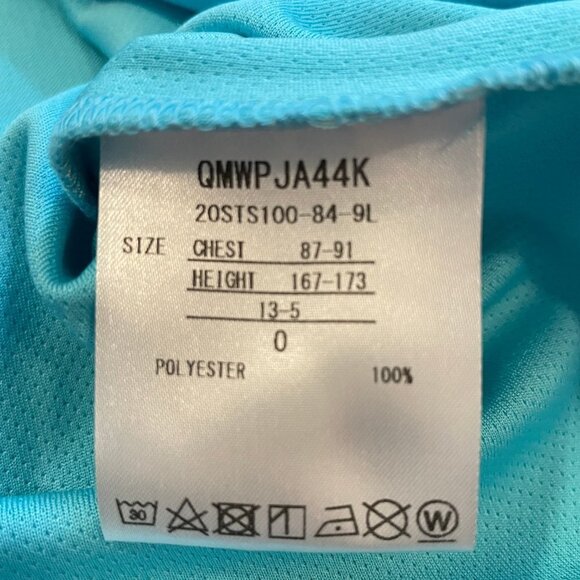 QMWPJA44K
20STS100-84-9L
SIZE CHEST 87-91
HEIGHT 167-173
13-5
0
POLYESTER 100%
30 W